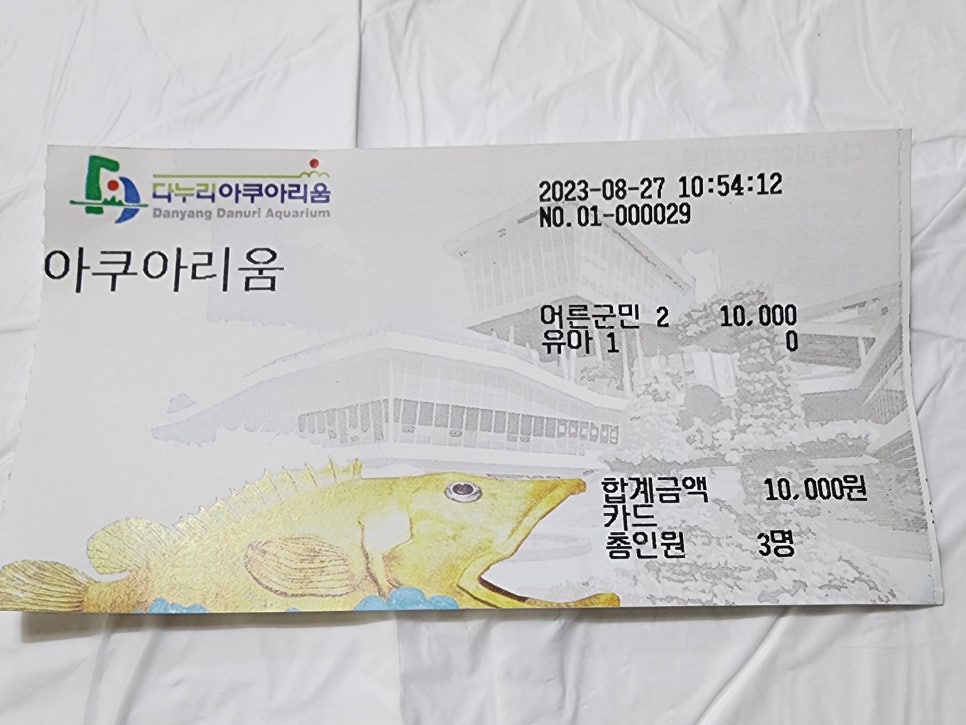 다누리아쿠아리움
Danyang Danuri Aquarium
아쿠아리움
2023-08-27 10:54:12
NO.01-000029
어른군민 2 10,000
유아 1 0
합계금액 10,000원
카드
총인원 3명